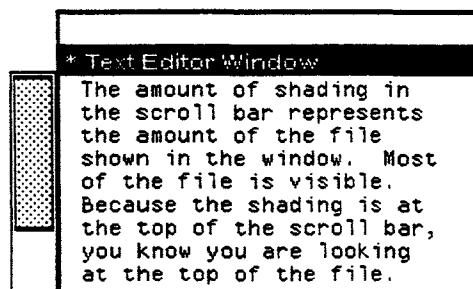 * Text Editor Window
The amount of shading in
the scroll bar represents
the amount of the file
shown in the window.  Most
of the file is visible.
Because the shading is at
the top of the scroll bar,
you know you are looking
at the top of the file.